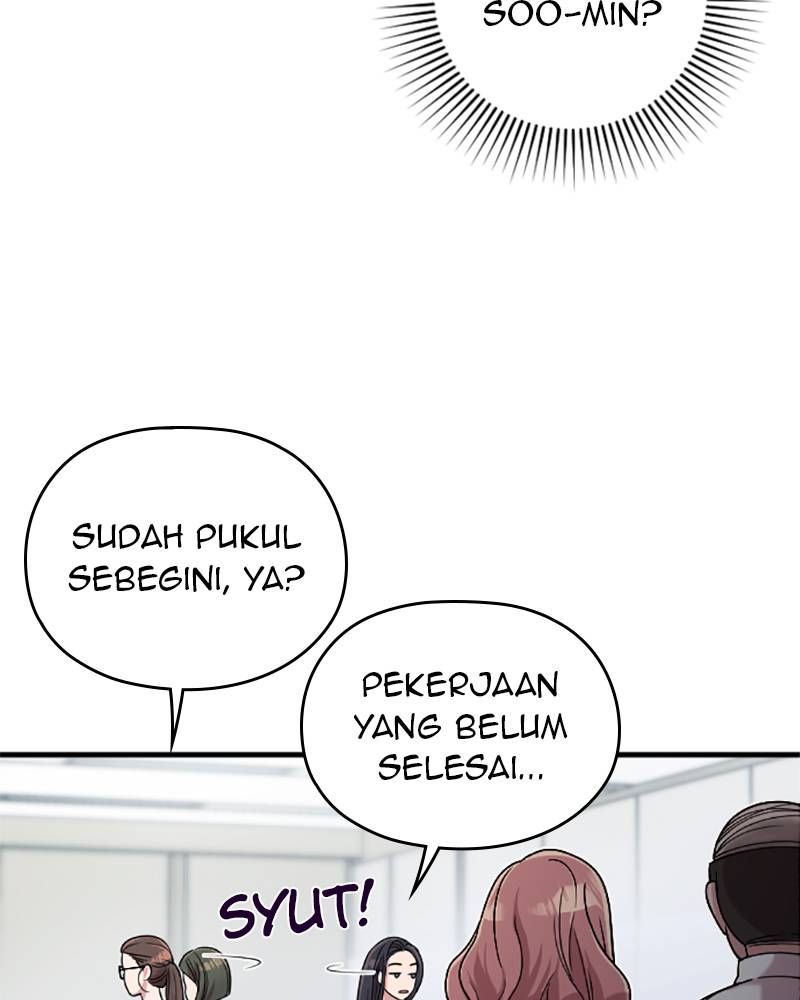 SOO-MIN?
SUDAH PUKUL
SEBEGINI, YA?
PEKERJAAN
YANG BELUM
SELESAI...
SYUT!